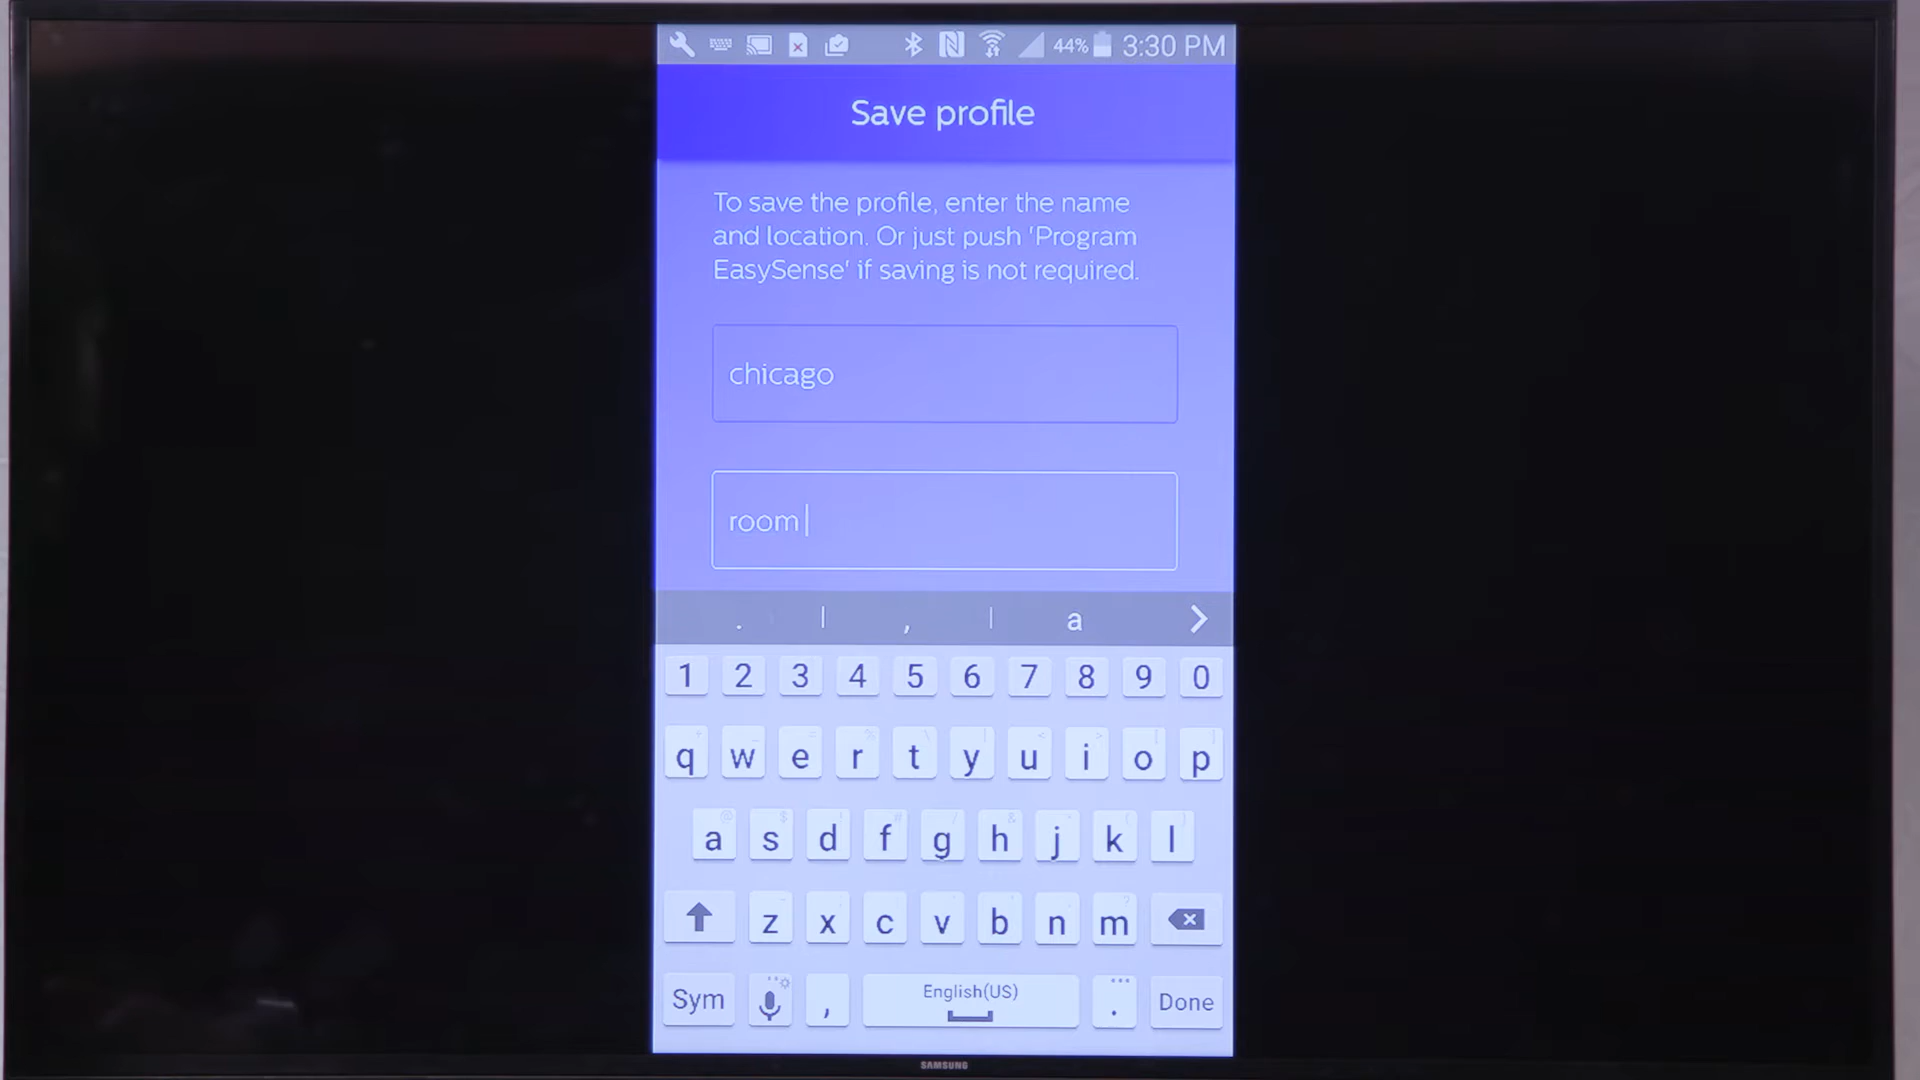 44% 3:30 PM
Save profile
To save the profile, enter the name
and location. Or just push 'Program
EasySense' if saving is not required.
chicago
room
. | , | a >
1 2 3 4 5 6 7 8 9 0
q w e r t y u i o p
a s d f g h j k l
z x c v b n m
Sym , English(US) . Done
SAMSUNG